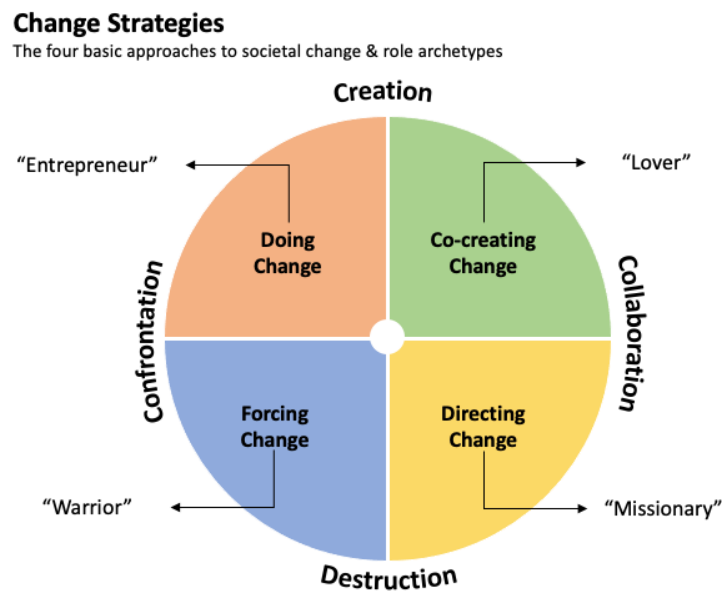 Change Strategies
The four basic approaches to societal change & role archetypes
Creation
“Entrepreneur”
“Lover”
Doing
Change
Co-creating
Change
Confrontation
Collaboration
Forcing
Change
Directing
Change
“Warrior”
“Missionary”
Destruction